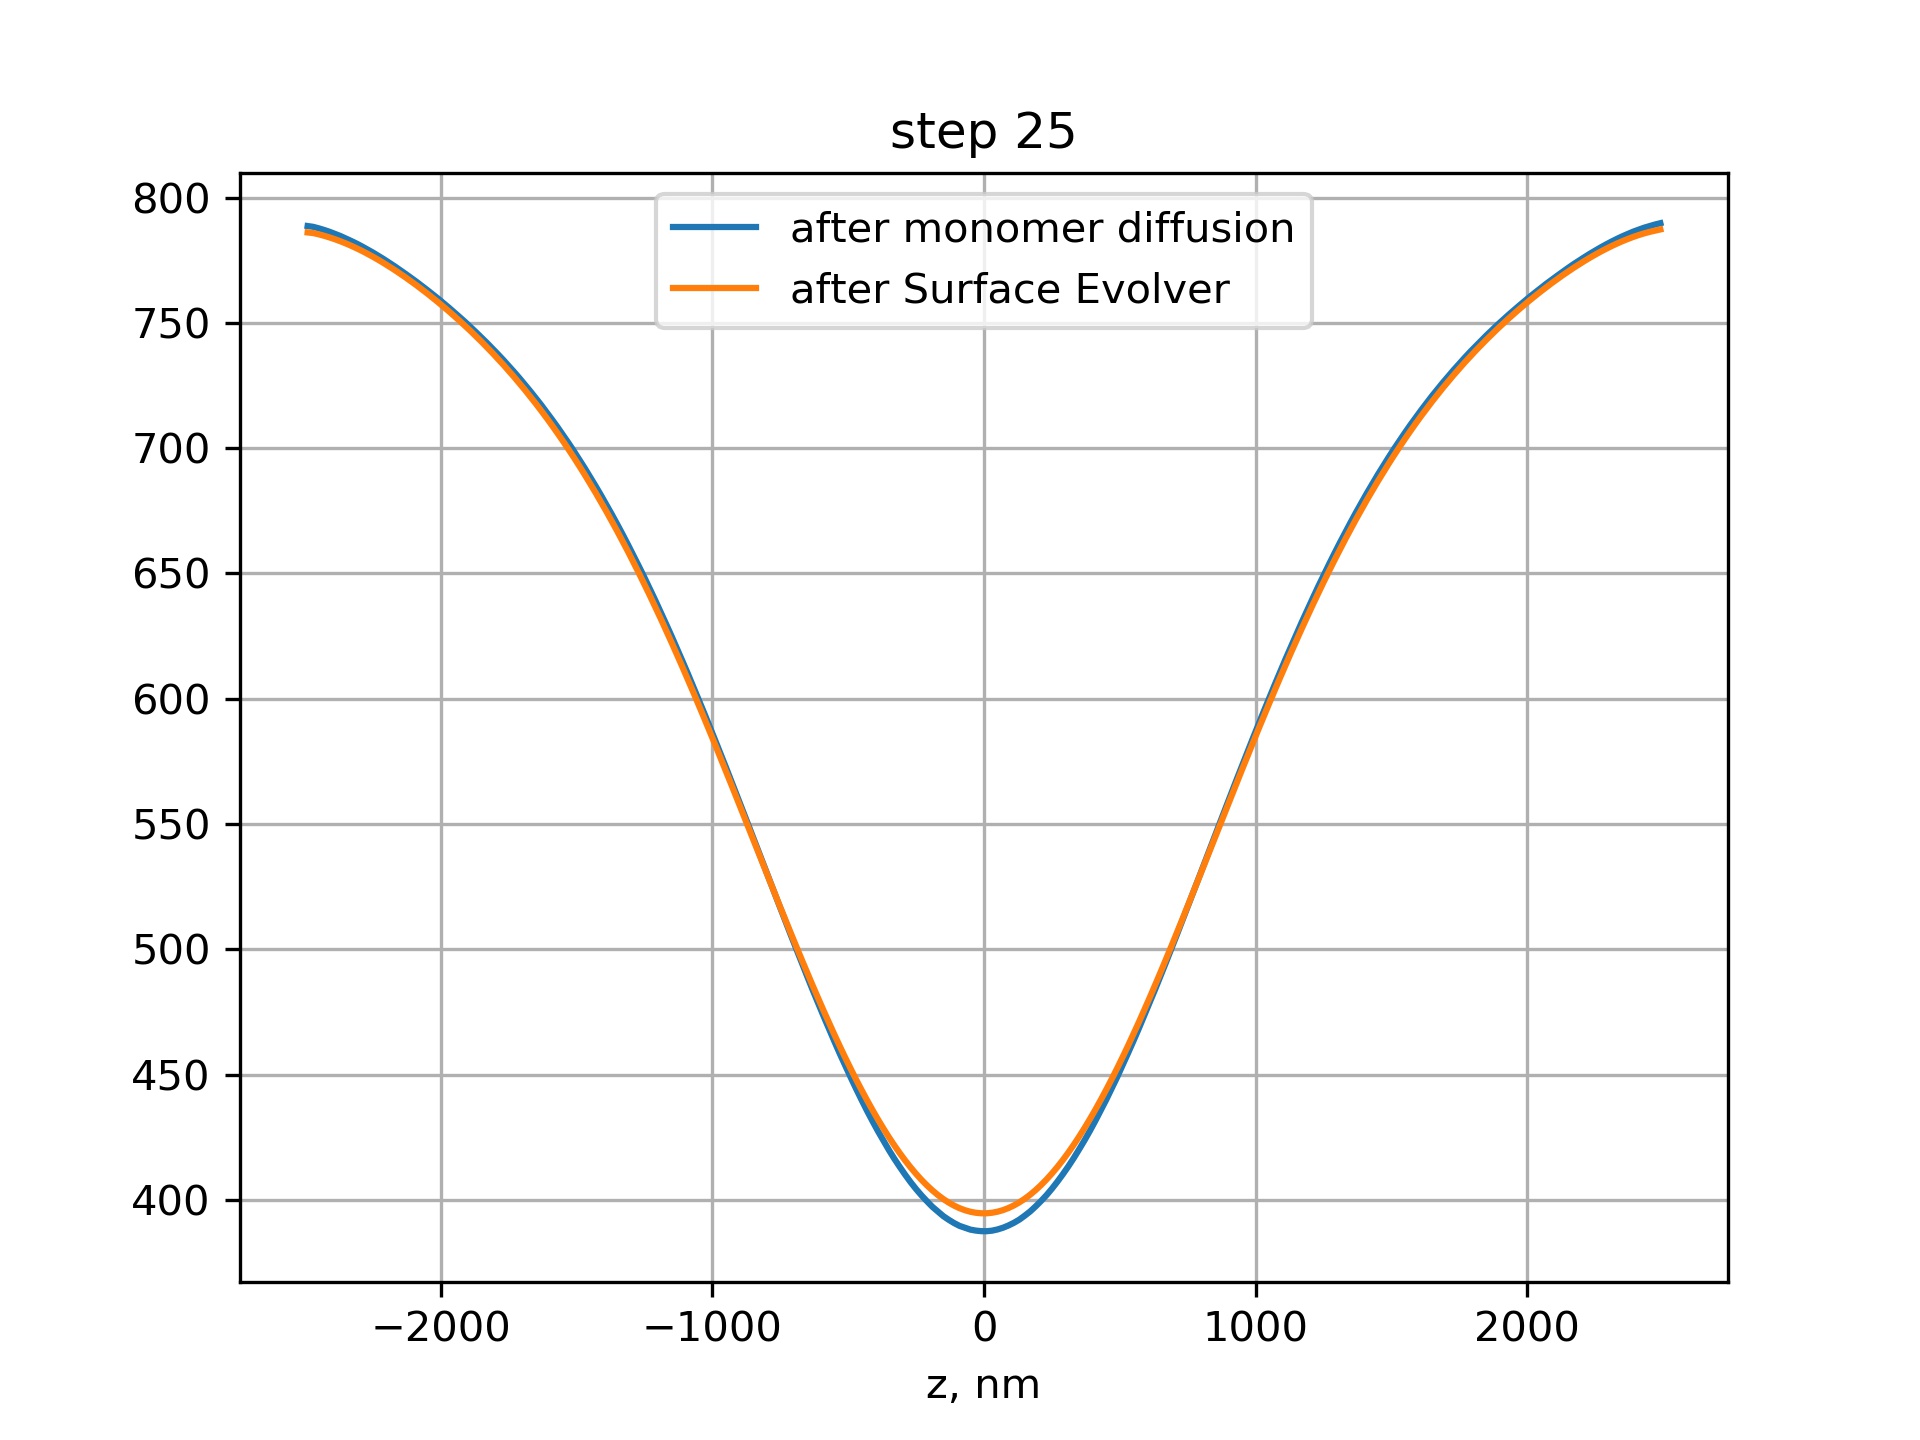 step 25
after monomer diffusion
after Surface Evolver
800
750
700
650
600
550
500
450
400
−2000 −1000 0 1000 2000
z, nm